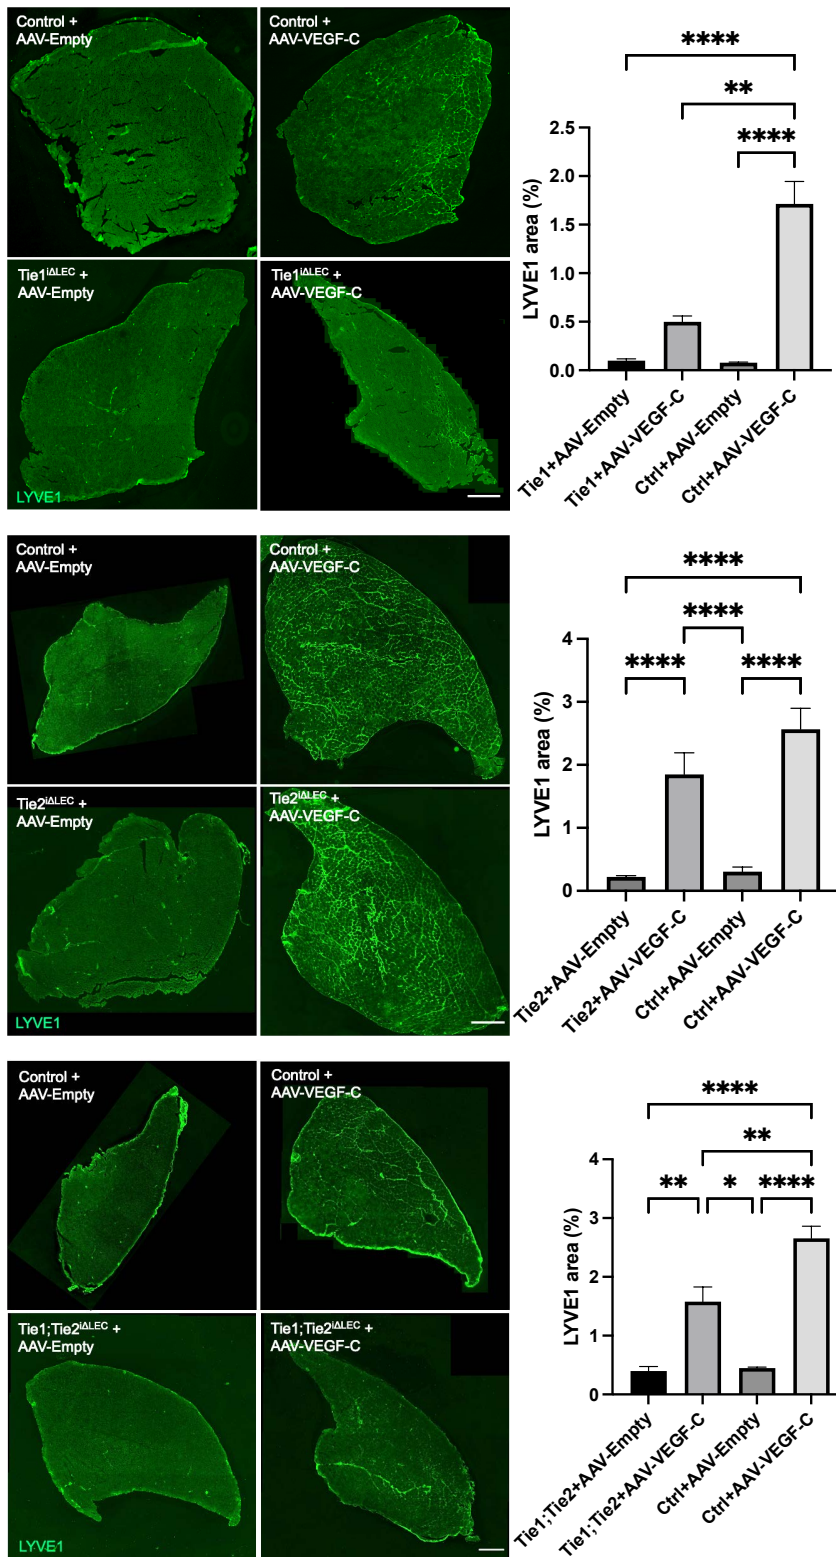 Control +
AAV-Empty
Control +
AAV-VEGF-C
Tie1iΔLEC +
AAV-Empty
LYVE1
Tie1iΔLEC +
AAV-VEGF-C
****
**
****
LYVE1 area (%)
2.5
2.0
1.5
1.0
0.5
0.0
Tie1+AAV-Empty
Tie1+AAV-VEGF-C
Ctrl+AAV-Empty
Ctrl+AAV-VEGF-C
Control +
AAV-Empty
Control +
AAV-VEGF-C
Tie2iΔLEC +
AAV-Empty
LYVE1
Tie2iΔLEC +
AAV-VEGF-C
****
****
**** ****
LYVE1 area (%)
4
3
2
1
0
Tie2+AAV-Empty
Tie2+AAV-VEGF-C
Ctrl+AAV-Empty
Ctrl+AAV-VEGF-C
Control +
AAV-Empty
Control +
AAV-VEGF-C
Tie1;Tie2iΔLEC +
AAV-Empty
LYVE1
Tie1;Tie2iΔLEC +
AAV-VEGF-C
****
**
** * ****
LYVE1 area (%)
4
3
2
1
0
Tie1;Tie2+AAV-Empty
Tie1;Tie2+AAV-VEGF-C
Ctrl+AAV-Empty
Ctrl+AAV-VEGF-C